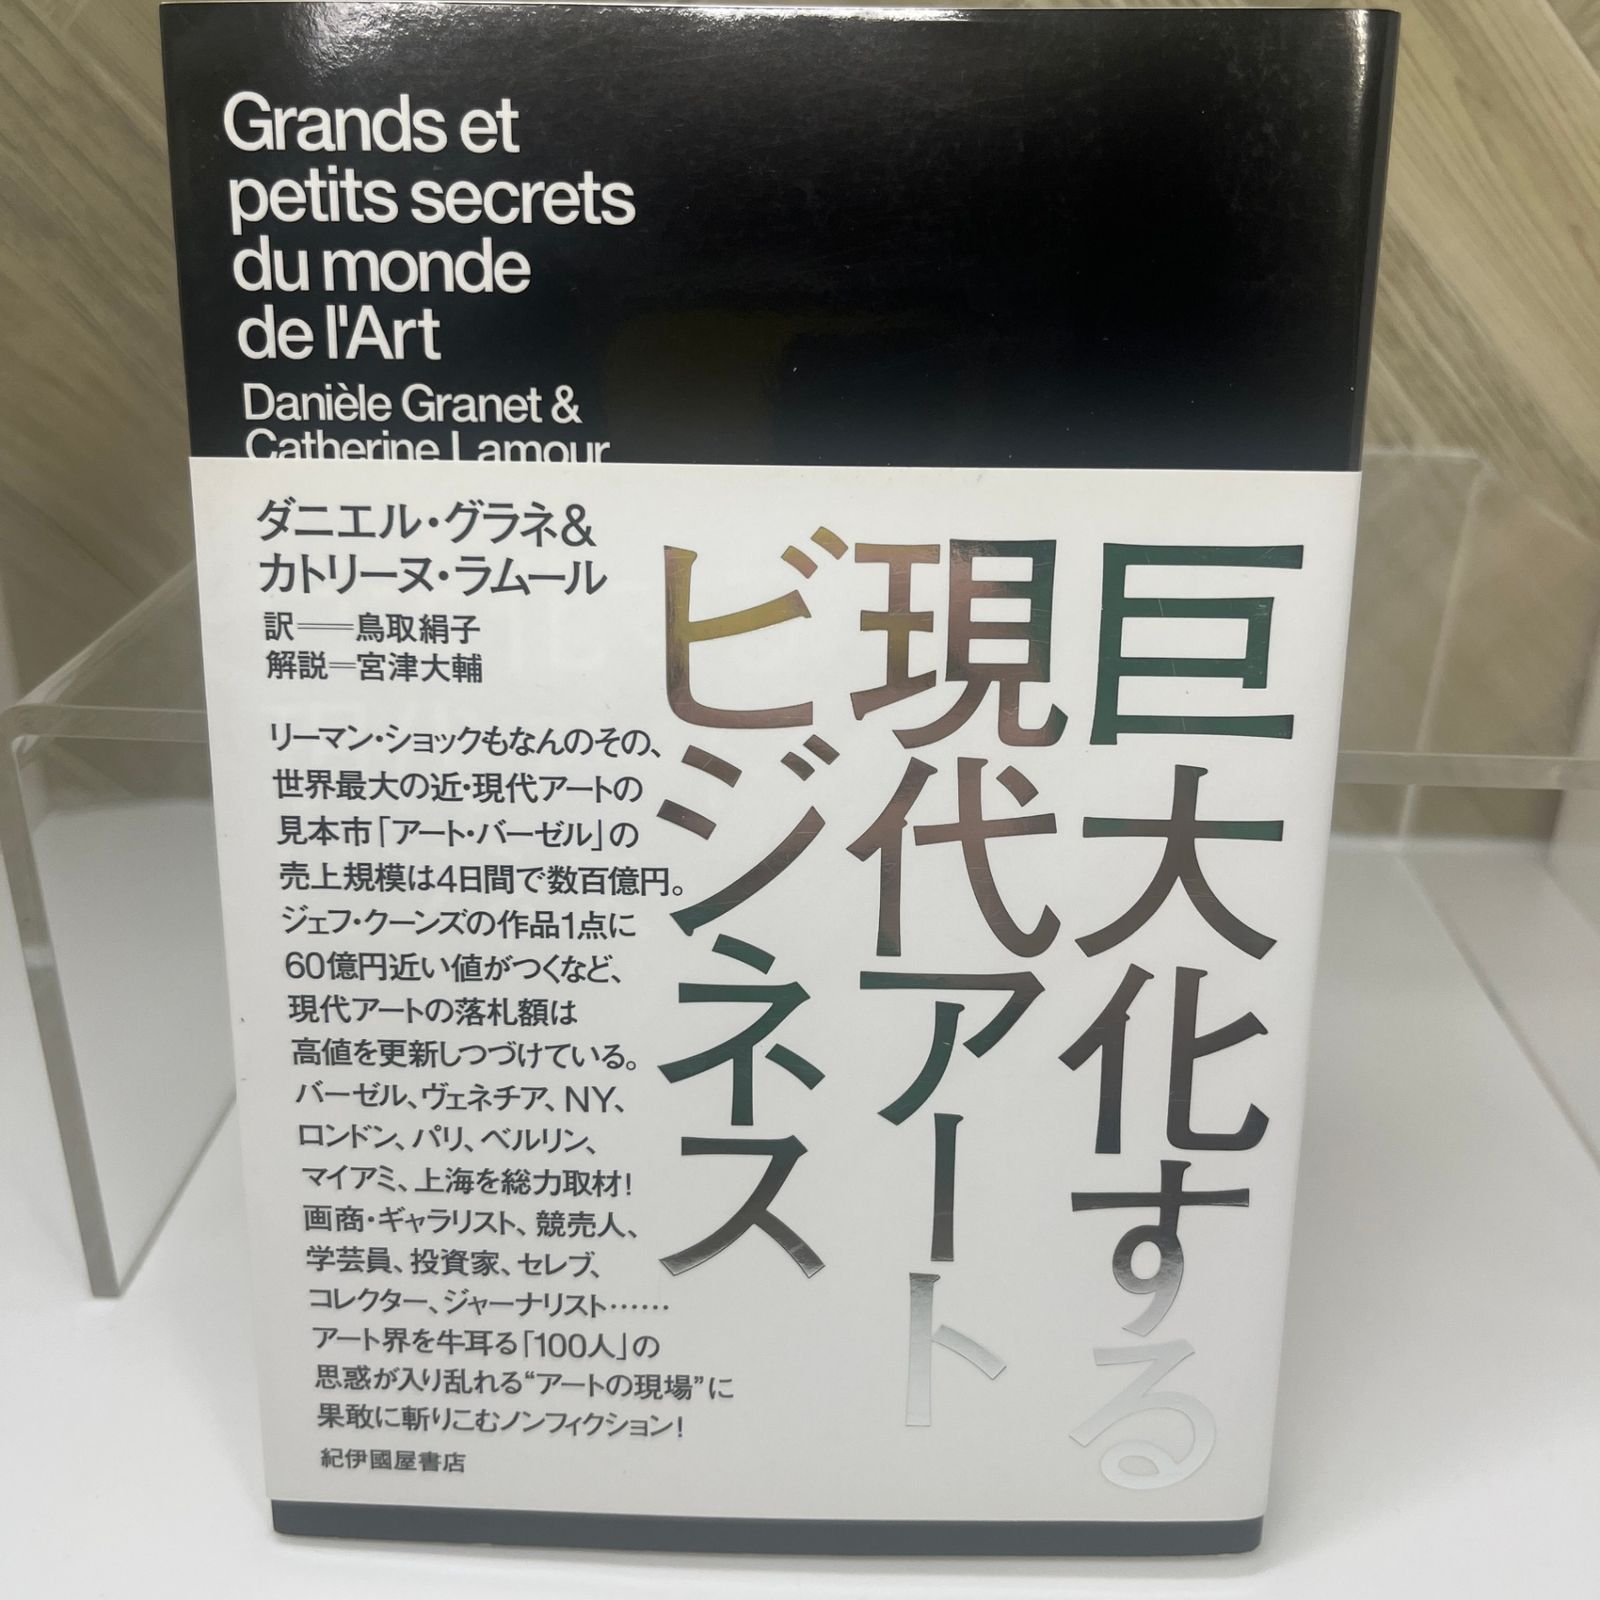 Grands et
petits secrets
du monde
de l'Art
Danièle Granet &
Catherine Lamour
巨大化する
現代アート
ビジネス
ダニエル・グラネ&
カトリーヌ・ラムール
訳──鳥取絹子
解説=宮津大輔
リーマン・ショックもなんのその、
世界最大の近・現代アートの
見本市「アート・バーゼル」の
売上規模は4日間で数百億円。
ジェフ・クーンズの作品1点に
60億円近い値がつくなど、
現代アートの落札額は
高値を更新しつづけている。
バーゼル、ヴェネチア、NY、
ロンドン、パリ、ベルリン、
マイアミ、上海を総力取材!
画商・ギャラリスト、競売人、
学芸員、投資家、セレブ、
コレクター、ジャーナリスト……
アート界を牛耳る「100人」の
思惑が入り乱れる“アートの現場”に
果敢に斬りこむノンフィクション!
紀伊國屋書店